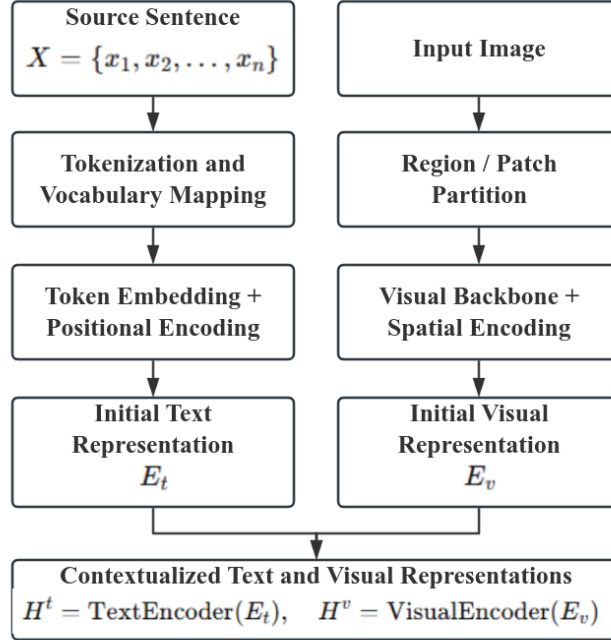 Source Sentence
X = {x₁, x₂, . . . , xₙ}
Tokenization and
Vocabulary Mapping
Token Embedding +
Positional Encoding
Initial Text
Representation
Eₜ
Input Image
Region / Patch
Partition
Visual Backbone +
Spatial Encoding
Initial Visual
Representation
Eᵥ
Contextualized Text and Visual Representations
Hᵗ = TextEncoder(Eₜ), Hᵛ = VisualEncoder(Eᵥ)